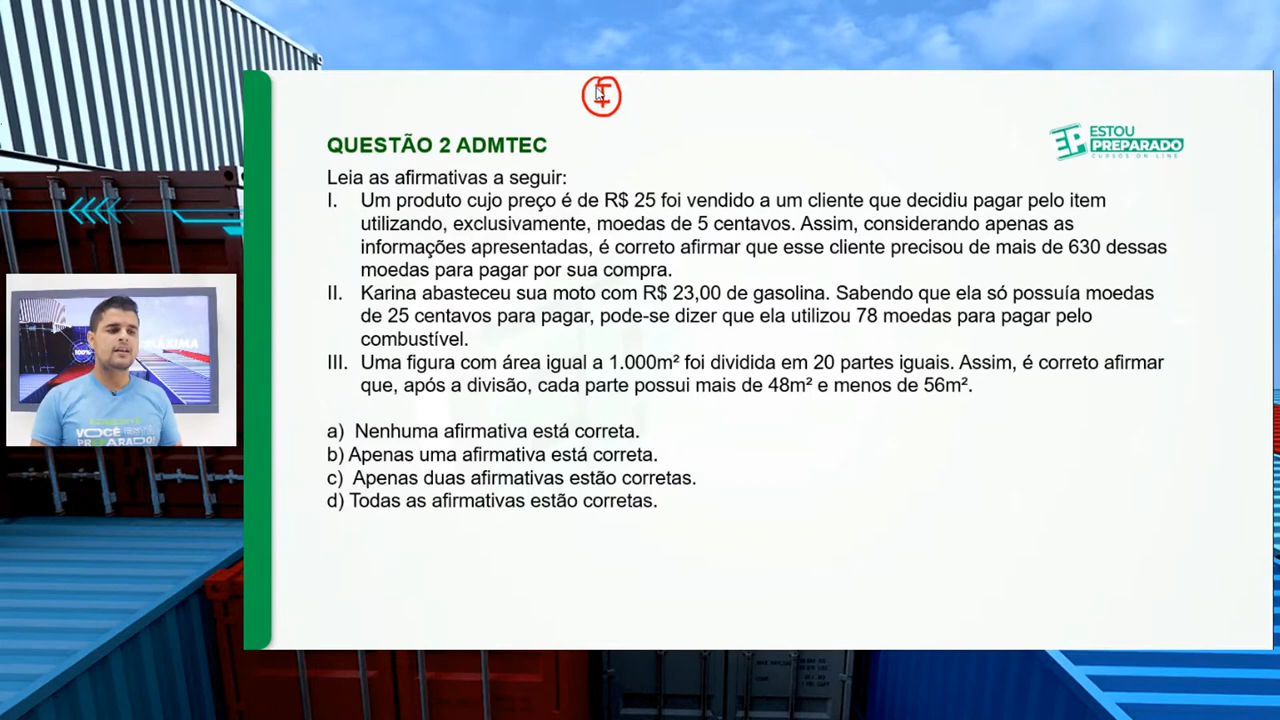 QUESTÃO 2 ADMTEC
ESTOU
PREPARADO
CURSOS ON LINE
Leia as afirmativas a seguir:
I. Um produto cujo preço é de R$ 25 foi vendido a um cliente que decidiu pagar pelo item
utilizando, exclusivamente, moedas de 5 centavos. Assim, considerando apenas as
informações apresentadas, é correto afirmar que esse cliente precisou de mais de 630 dessas
moedas para pagar por sua compra.
II. Karina abasteceu sua moto com R$ 23,00 de gasolina. Sabendo que ela só possuía moedas
de 25 centavos para pagar, pode-se dizer que ela utilizou 78 moedas para pagar pelo
combustível.
III. Uma figura com área igual a 1.000m² foi dividida em 20 partes iguais. Assim, é correto afirmar
que, após a divisão, cada parte possui mais de 48m² e menos de 56m².
a) Nenhuma afirmativa está correta.
b) Apenas uma afirmativa está correta.
c) Apenas duas afirmativas estão corretas.
d) Todas as afirmativas estão corretas.
100%
VOCÊ ESTÁ
PREPARADO!